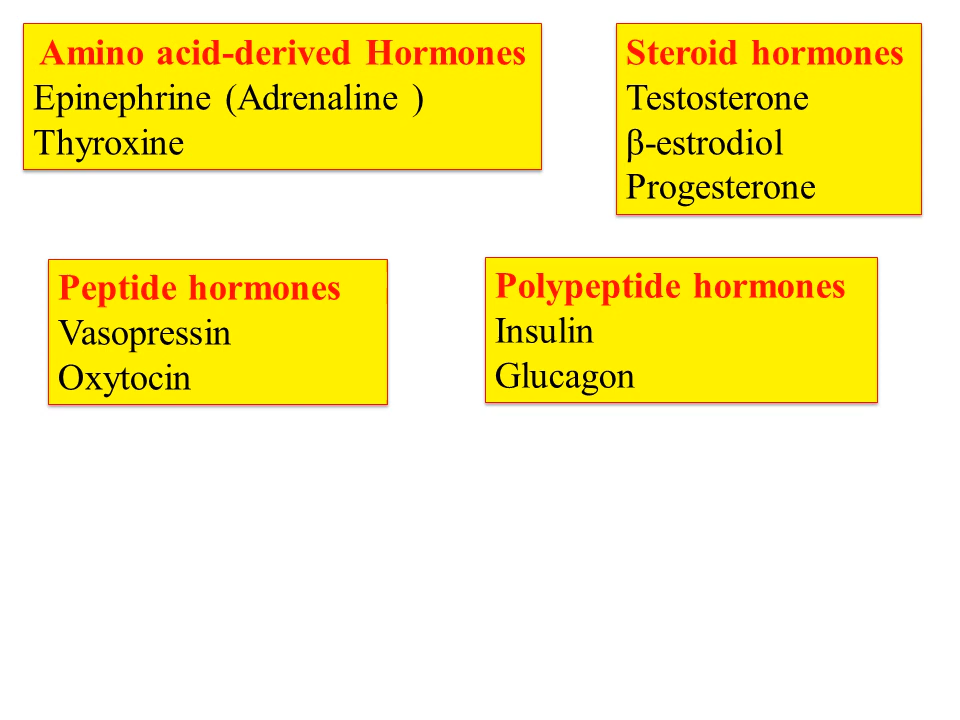 Amino acid-derived Hormones
Epinephrine (Adrenaline )
Thyroxine
Steroid hormones
Testosterone
β-estrodiol
Progesterone
Peptide hormones
Vasopressin
Oxytocin
Polypeptide hormones
Insulin
Glucagon